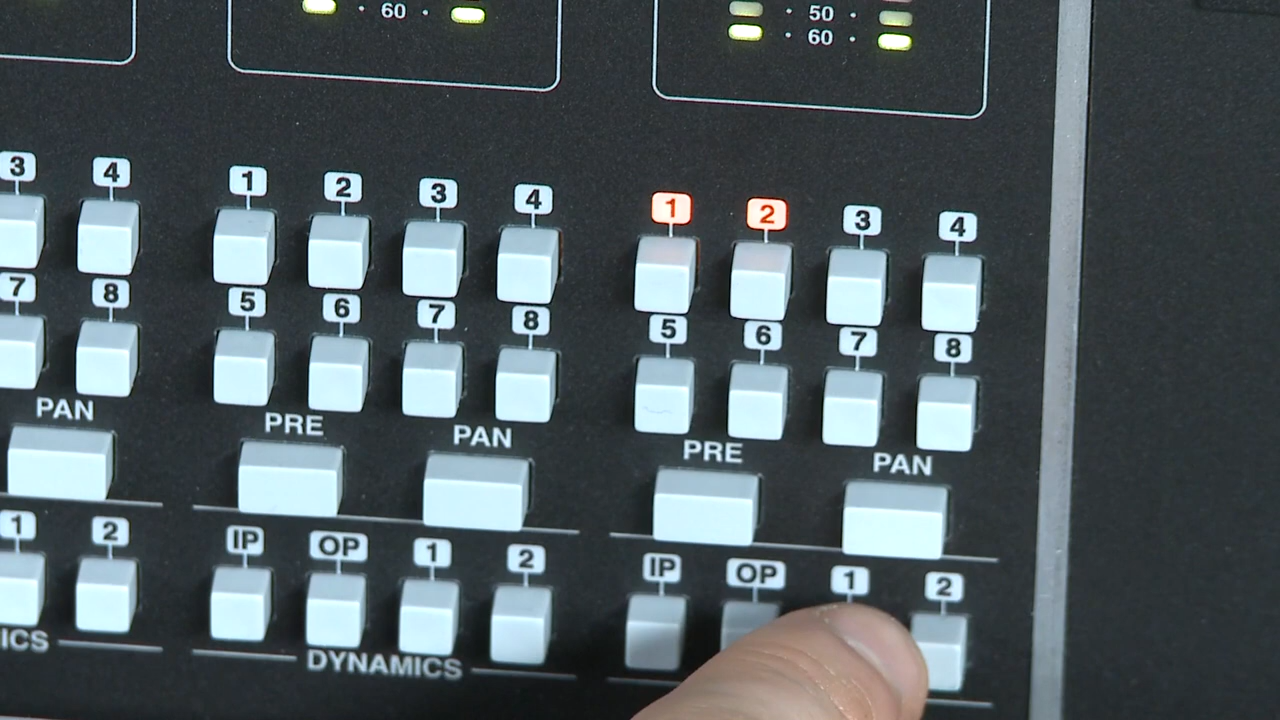 60
50
60
3 4
1 2 3 4
1 2 3 4
7 8
5 6 7 8
5 6 7 8
PAN
PRE PAN
PRE PAN
1 2
IP OP 1 2
IP OP 1 2
ICS
DYNAMICS